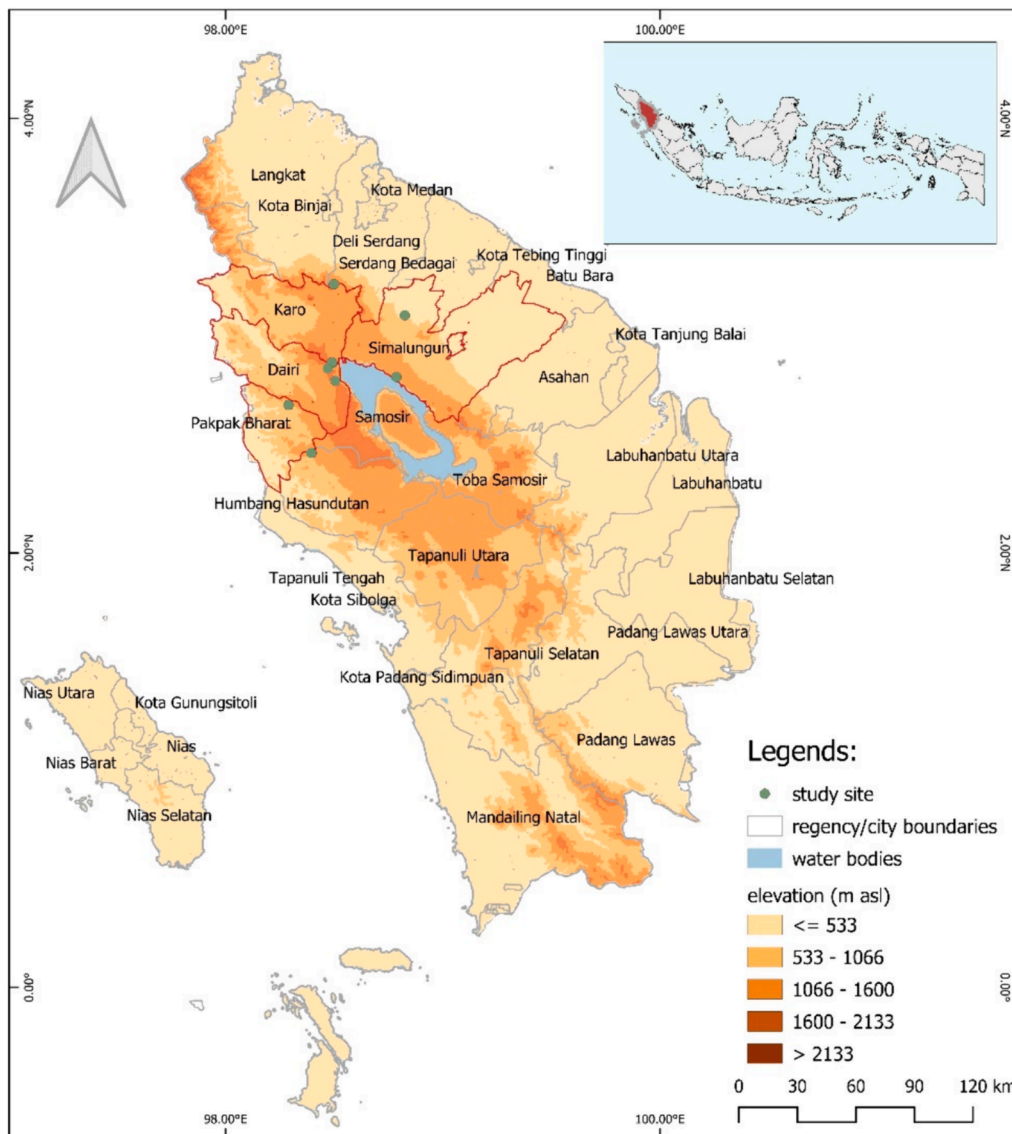 98.00°E
100.00°E
4.00°N
4.00°N
Langkat
Kota Medan
Kota Binjai
Deli Serdang
Serdang Bedagai
Kota Tebing Tinggi
Batu Bara
Karo
Simalungun
Kota Tanjung Balai
Dairi
Asahan
Samosir
Pakpak Bharat
Labuhanbatu Utara
Toba Samosir
Labuhanbatu
Humbang Hasundutan
2.00°N
2.00°N
Tapanuli Utara
Tapanuli Tengah
Labuhanbatu Selatan
Kota Sibolga
Padang Lawas Utara
Tapanuli Selatan
Kota Padang Sidimpuan
Nias Utara
Kota Gunungsitoli
Nias
Padang Lawas
Nias Barat
Nias Selatan
Mandailing Natal
Legends:
study site
regency/city boundaries
water bodies
elevation (m asl)
<= 533
533 - 1066
1066 - 1600
1600 - 2133
> 2133
0.00°
0.00°
0 30 60 90 120 km
98.00°E
100.00°E